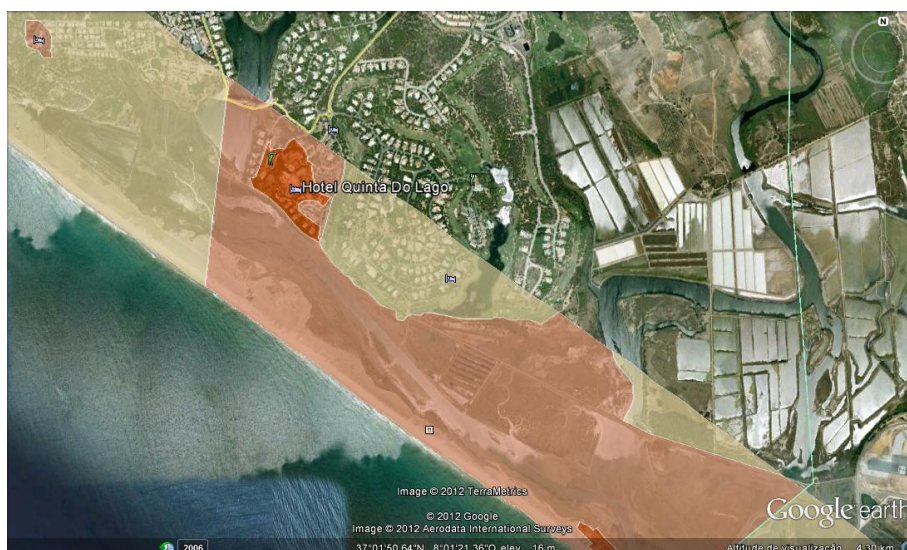 N
Hotel Quinta Do Lago
Image © 2012 TerraMetrics
© 2012 Google
Image © 2012 Aerodata International Surveys
Google earth
2006
37°01'50.64"N 8°01'21.36"O elev 16 m
Altitude de visualização 4.30 km